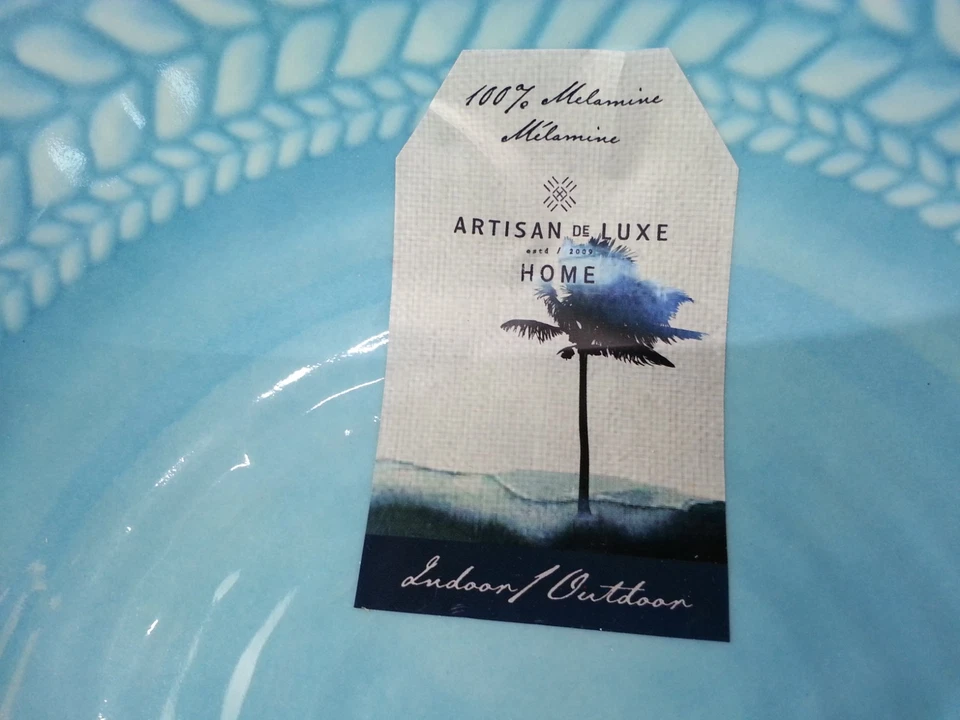 100% Melamine
Mélamine
ARTISAN DE LUXE
estd / 2009
HOME
Indoor / Outdoor